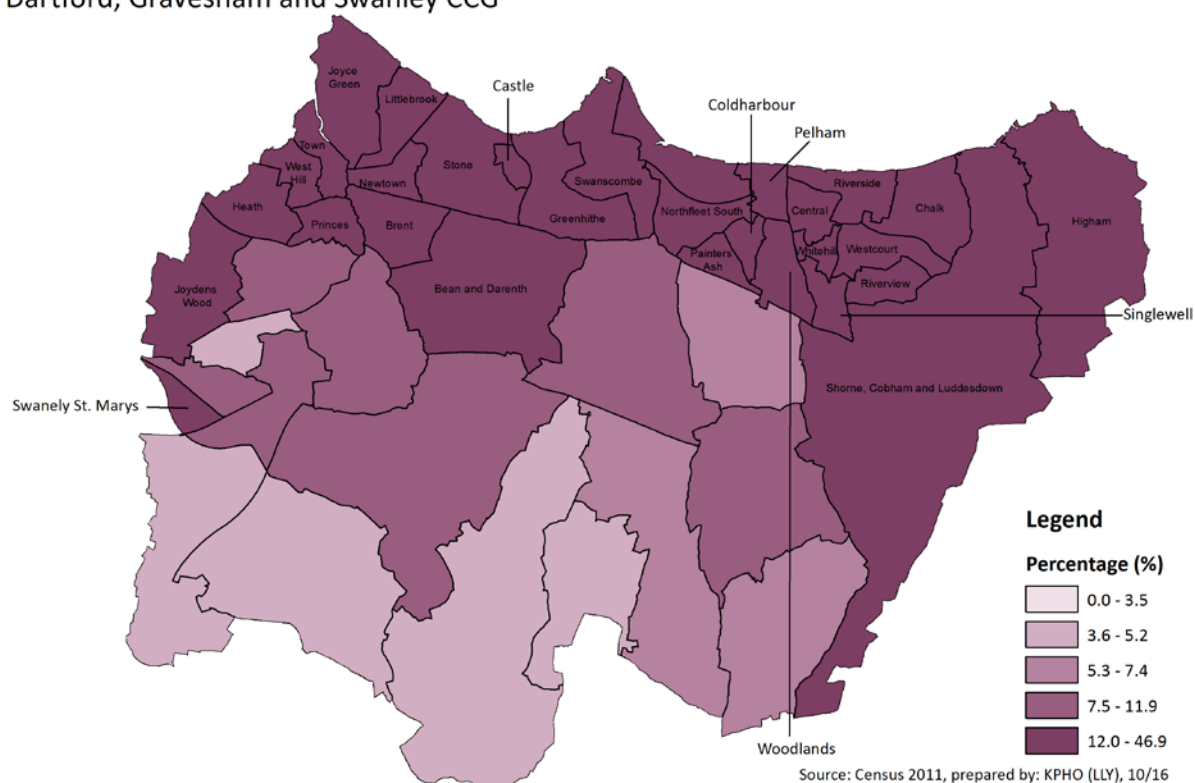 Dartford, Gravesham and Swanley CCG
Joyce
Green
Littlebrook
Castle
Coldharbour
Pelham
Town
West
Hill
Stone
Newtown
Swanscombe
Riverside
Heath
Princes
Brent
Greenhithe
Northfleet South
Central
Chalk
Higham
Painters
Ash
Whitehill
Westcourt
Riverview
Joydens
Wood
Bean and Darenth
Singlewell
Swanely St. Marys
Shorne, Cobham and Luddesdown
Woodlands
Legend
Percentage (%)
0.0 - 3.5
3.6 - 5.2
5.3 - 7.4
7.5 - 11.9
12.0 - 46.9
Source: Census 2011, prepared by: KPHO (LLY), 10/16